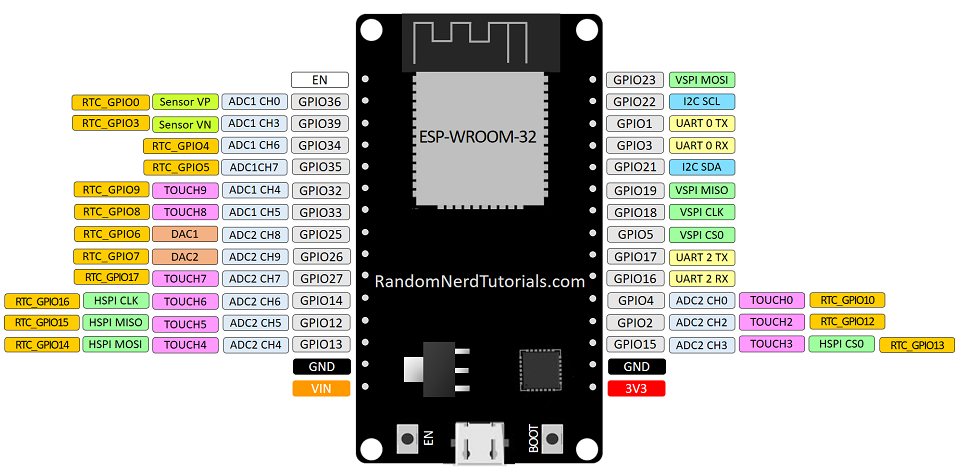 EN
RTC_GPIO0 Sensor VP ADC1 CH0 GPIO36
RTC_GPIO3 Sensor VN ADC1 CH3 GPIO39
RTC_GPIO4 ADC1 CH6 GPIO34
RTC_GPIO5 ADC1CH7 GPIO35
RTC_GPIO9 TOUCH9 ADC1 CH4 GPIO32
RTC_GPIO8 TOUCH8 ADC1 CH5 GPIO33
RTC_GPIO6 DAC1 ADC2 CH8 GPIO25
RTC_GPIO7 DAC2 ADC2 CH9 GPIO26
RTC_GPIO17 TOUCH7 ADC2 CH7 GPIO27
RTC_GPIO16 HSPI CLK TOUCH6 ADC2 CH6 GPIO14
RTC_GPIO15 HSPI MISO TOUCH5 ADC2 CH5 GPIO12
RTC_GPIO14 HSPI MOSI TOUCH4 ADC2 CH4 GPIO13
GND
VIN
ESP-WROOM-32
RandomNerdTutorials.com
EN
BOOT
GPIO23 VSPI MOSI
GPIO22 I2C SCL
GPIO1 UART 0 TX
GPIO3 UART 0 RX
GPIO21 I2C SDA
GPIO19 VSPI MISO
GPIO18 VSPI CLK
GPIO5 VSPI CS0
GPIO17 UART 2 TX
GPIO16 UART 2 RX
GPIO4 ADC2 CH0 TOUCH0 RTC_GPIO10
GPIO2 ADC2 CH2 TOUCH2 RTC_GPIO12
GPIO15 ADC2 CH3 TOUCH3 HSPI CS0 RTC_GPIO13
GND
3V3